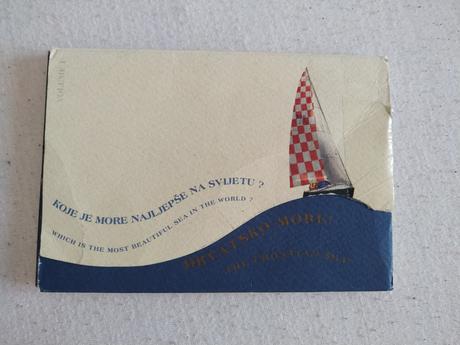 VOLUME 1
KOJE JE MORE NAJLJEPŠE NA SVIJETU ?
WHICH IS THE MOST BEAUTIFUL SEA IN THE WORLD ?
HRVATSKO MORE!
THE CROATIAN SEA!